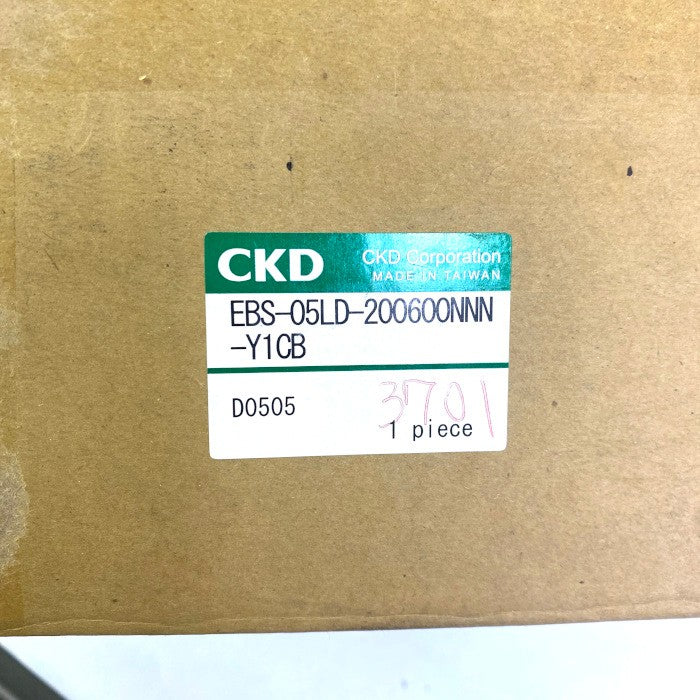 CKD
CKD Corporation
MADE IN TAIWAN
EBS-05LD-200600NNN
-Y1CB
D0505
3701
1 piece